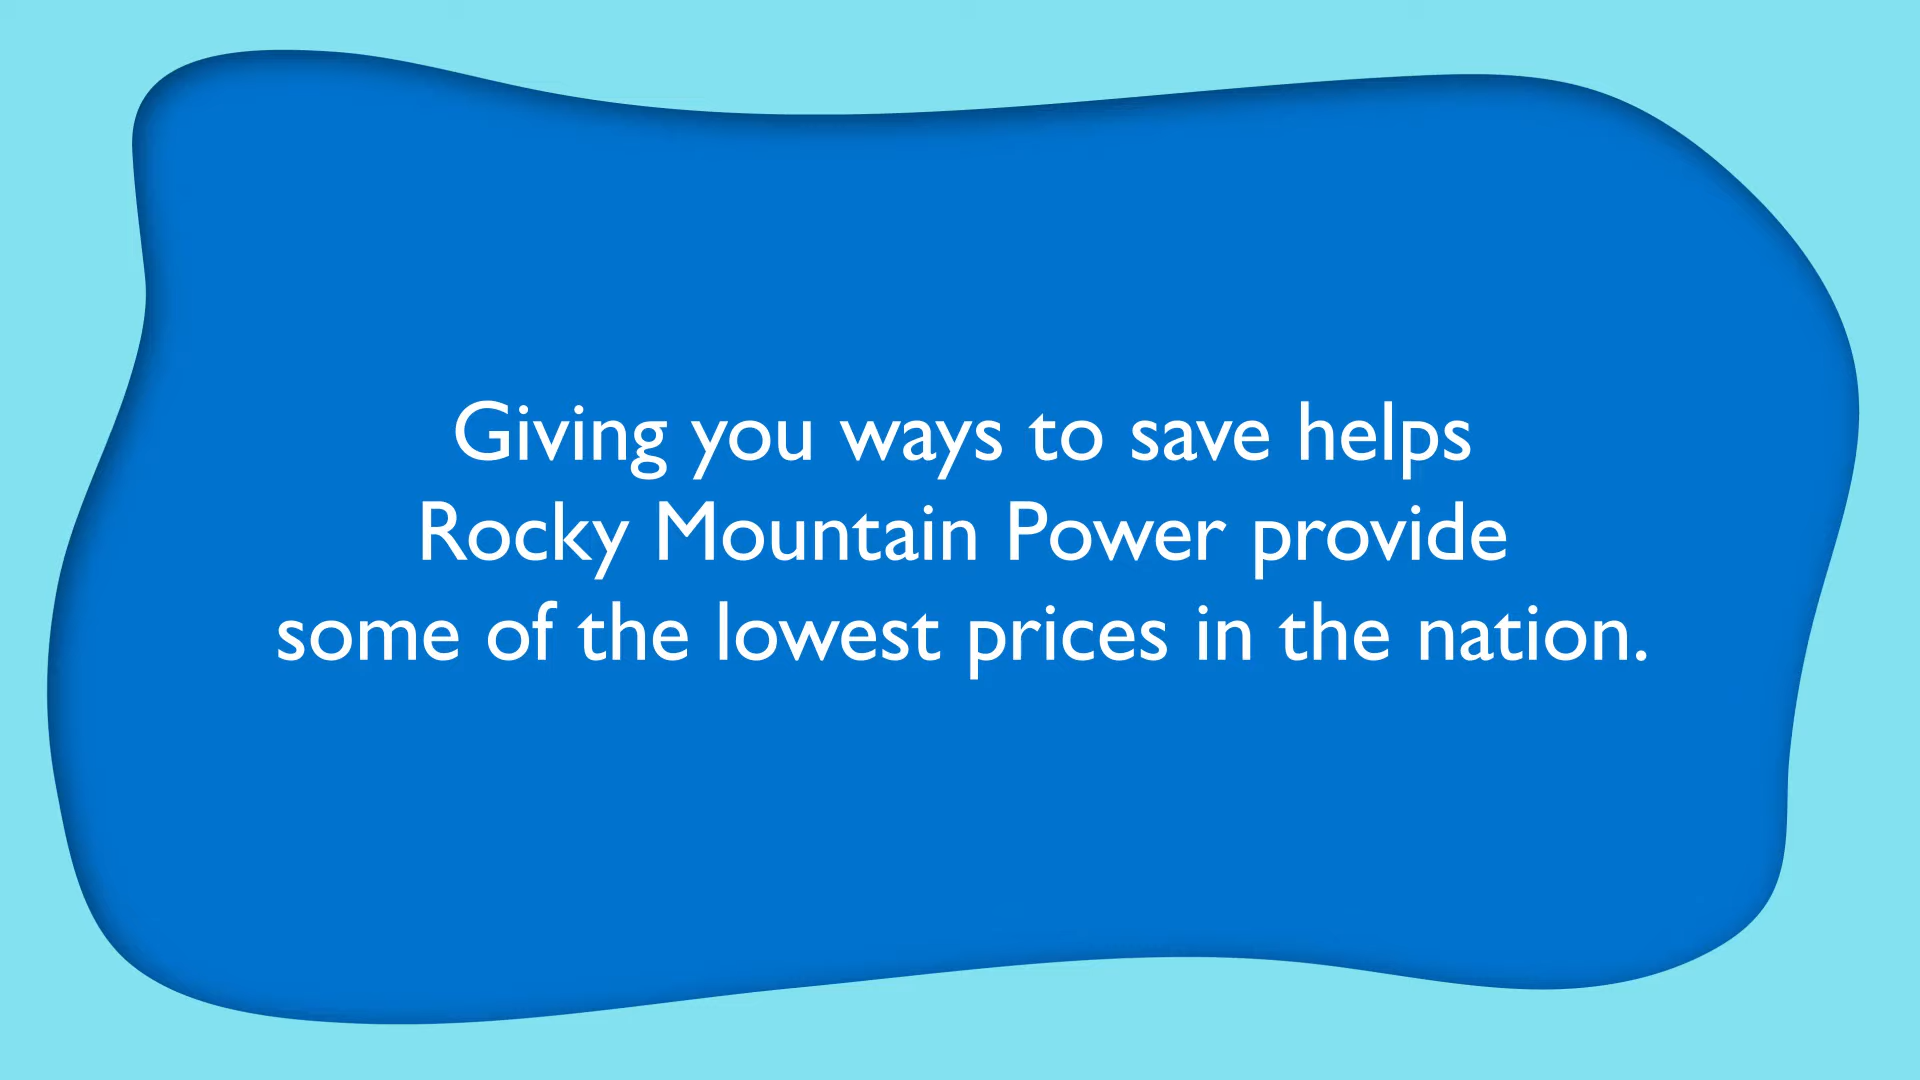 Giving you ways to save helps
Rocky Mountain Power provide
some of the lowest prices in the nation.